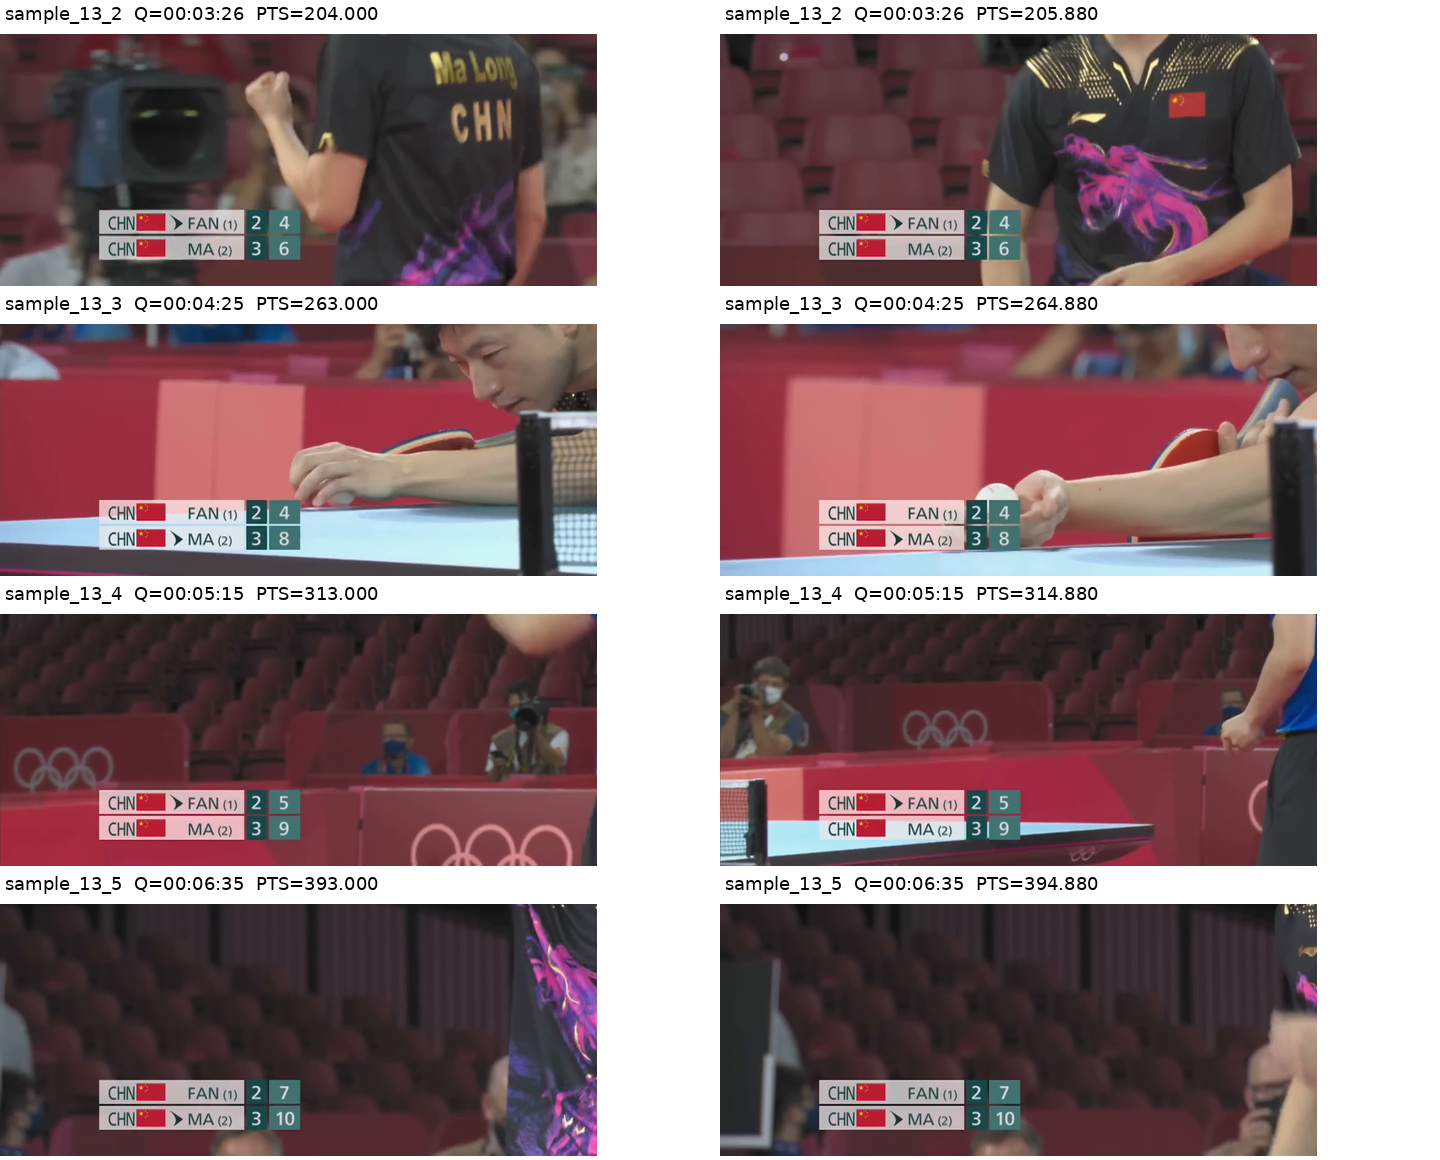 sample_13_2 Q=00:03:26 PTS=204.000
sample_13_2 Q=00:03:26 PTS=205.880
Ma Long
CHN
CHN FAN (1) 2 4
CHN MA (2) 3 6
CHN FAN (1) 2 4
CHN MA (2) 3 6
sample_13_3 Q=00:04:25 PTS=263.000
sample_13_3 Q=00:04:25 PTS=264.880
CHN FAN (1) 2 4
CHN MA (2) 3 8
CHN FAN (1) 2 4
CHN MA (2) 3 8
sample_13_4 Q=00:05:15 PTS=313.000
sample_13_4 Q=00:05:15 PTS=314.880
CHN FAN (1) 2 5
CHN MA (2) 3 9
CHN FAN (1) 2 5
CHN MA (2) 3 9
sample_13_5 Q=00:06:35 PTS=393.000
sample_13_5 Q=00:06:35 PTS=394.880
CHN FAN (1) 2 7
CHN MA (2) 3 10
CHN FAN (1) 2 7
CHN MA (2) 3 10